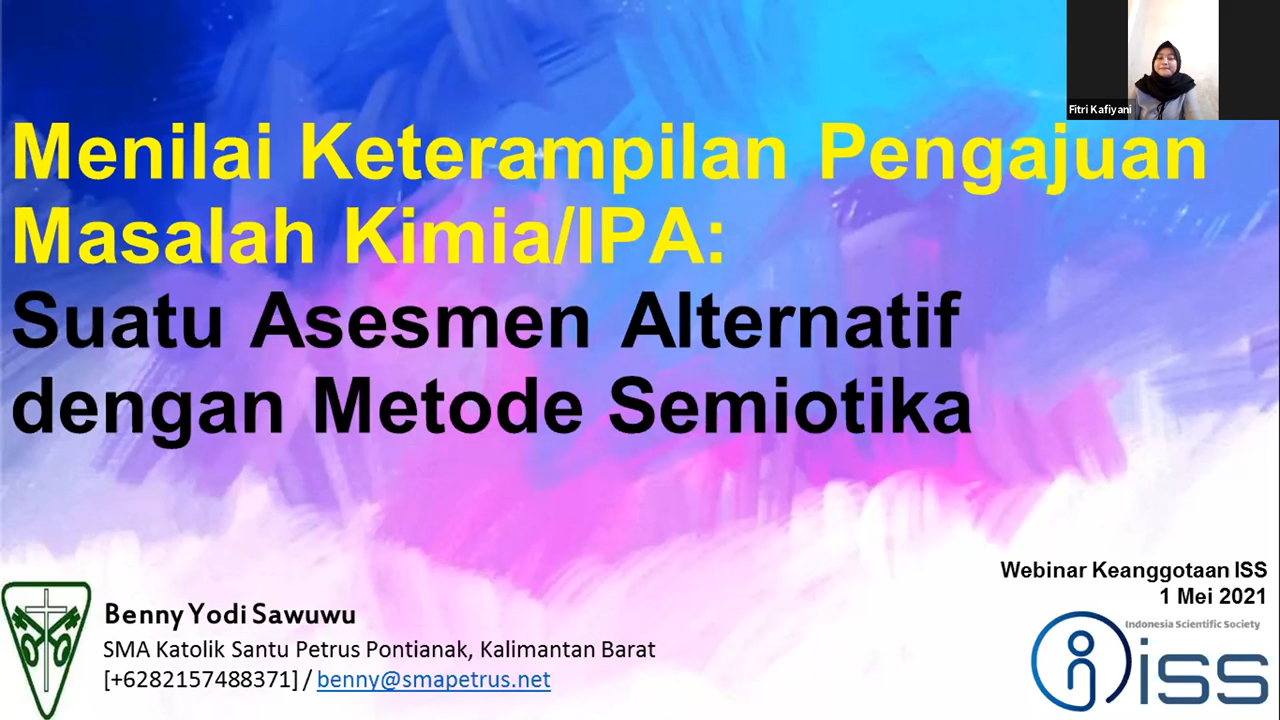 Fitri Kafiyani
Menilai Keterampilan Pengajuan
Masalah Kimia/IPA:
Suatu Asesmen Alternatif
dengan Metode Semiotika
Webinar Keanggotaan ISS
1 Mei 2021
Benny Yodi Sawuwu
SMA Katolik Santu Petrus Pontianak, Kalimantan Barat
[+6282157488371] / benny@smapetrus.net
Indonesia Scientific Society
iss